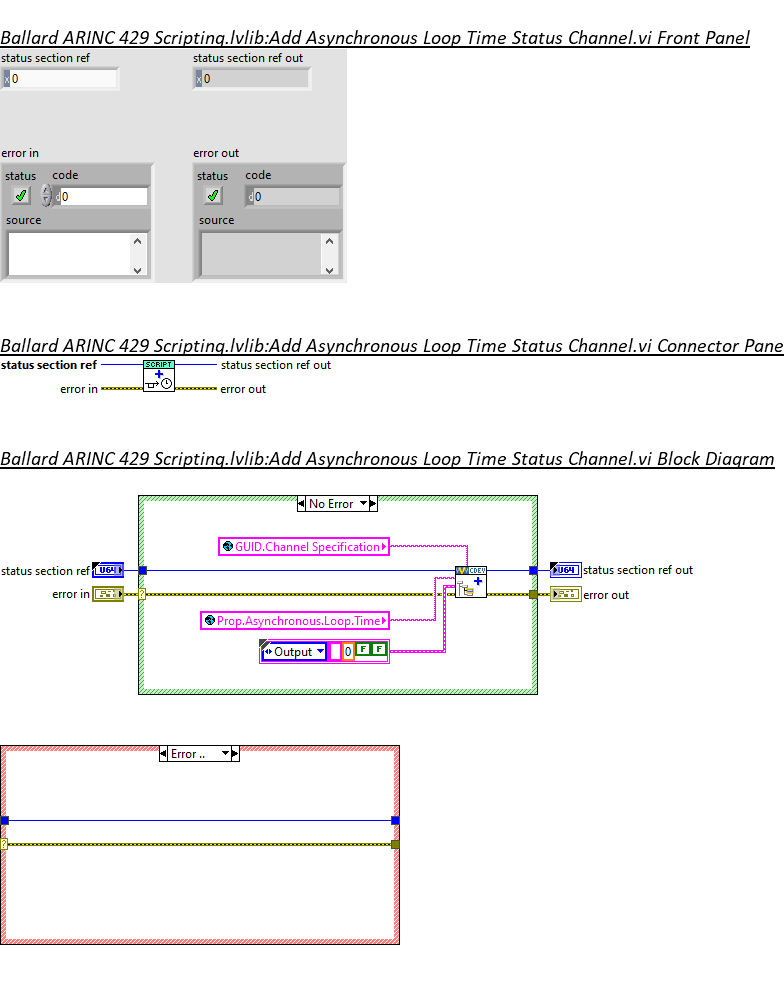 Ballard ARINC 429 Scripting.lvlib:Add Asynchronous Loop Time Status Channel.vi Front Panel
status section ref
status section ref out
x 0
x 0
error in
error out
status code
status code
d 0
d 0
source
source
Ballard ARINC 429 Scripting.lvlib:Add Asynchronous Loop Time Status Channel.vi Connector Pane
status section ref
SCRIPT
status section ref out
error in
error out
Ballard ARINC 429 Scripting.lvlib:Add Asynchronous Loop Time Status Channel.vi Block Diagram
No Error
GUID.Channel Specification
status section ref
U64
CDEV
U64
status section ref out
error in
?
error out
Prop.Asynchronous.Loop.Time
Output 0 F F
Error ..
?